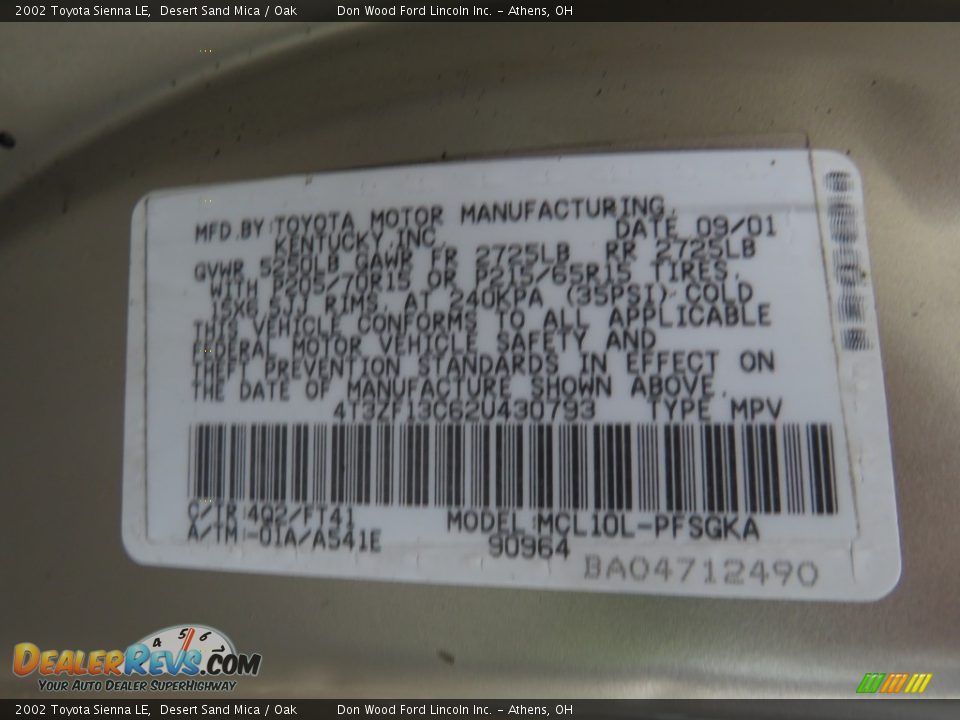 2002 Toyota Sienna LE, Desert Sand Mica / Oak Don Wood Ford Lincoln Inc. - Athens, OH
MFD.BY:TOYOTA MOTOR MANUFACTURING,
KENTUCKY,INC. DATE 09/01
GVWR 5250LB GAWR FR 2725LB RR 2725LB
WITH P205/70R15 OR P215/65R15 TIRES,
15X6.5JJ RIMS, AT 240KPA (35PSI) COLD
THIS VEHICLE CONFORMS TO ALL APPLICABLE
FEDERAL MOTOR VEHICLE SAFETY AND
THEFT PREVENTION STANDARDS IN EFFECT ON
THE DATE OF MANUFACTURE SHOWN ABOVE.
4T3ZF13C62U430793 TYPE MPV
C/TR:4Q2/FT41 MODEL:MCL10L-PFSGKA
A/TM:-01A/A541E 90964
BA04712490
4 5 6
DEALERREVS.COM
YOUR AUTO DEALER SUPERHIGHWAY
2002 Toyota Sienna LE, Desert Sand Mica / Oak Don Wood Ford Lincoln Inc. - Athens, OH